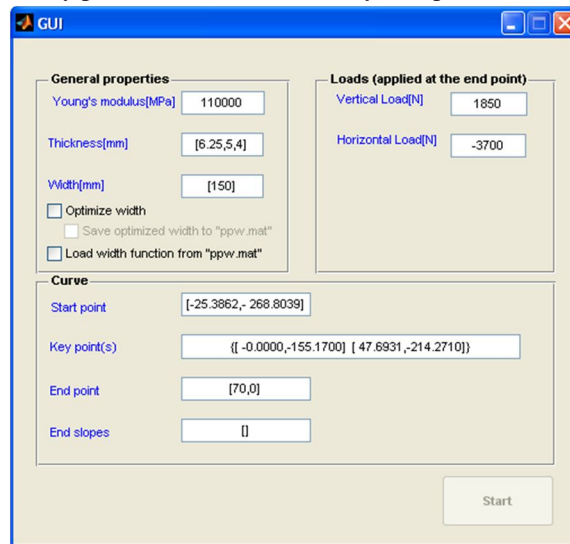 GUI
General properties
Young's modulus[MPa] 110000
Thickness[mm] [6.25,5,4]
Width[mm] [150]
Optimize width
Save optimized width to "ppw.mat"
Load width function from "ppw.mat"
Loads (applied at the end point)
Vertical Load[N] 1850
Horizontal Load[N] -3700
Curve
Start point [-25.3862,- 268.8039]
Key point(s) {[ -0.0000,-155.1700] [ 47.6931,-214.2710]}
End point [70,0]
End slopes []
Start